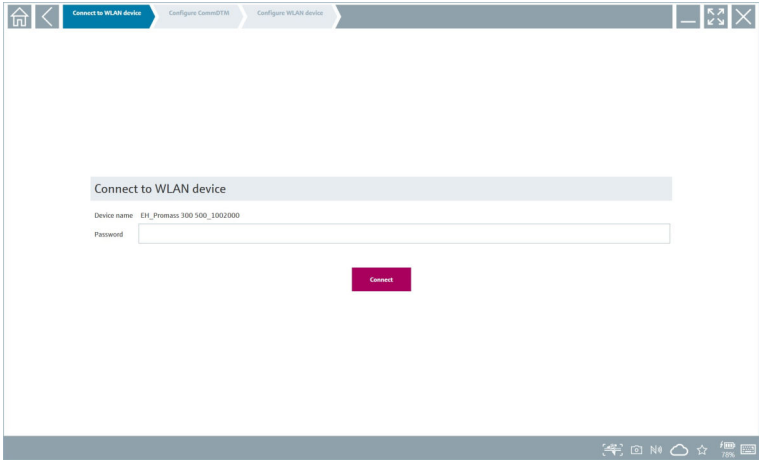 Connect to WLAN device
Configure CommDTM
Configure WLAN device
Connect to WLAN device
Device name EH_Promass 300 500_1002000
Password
Connect
78%